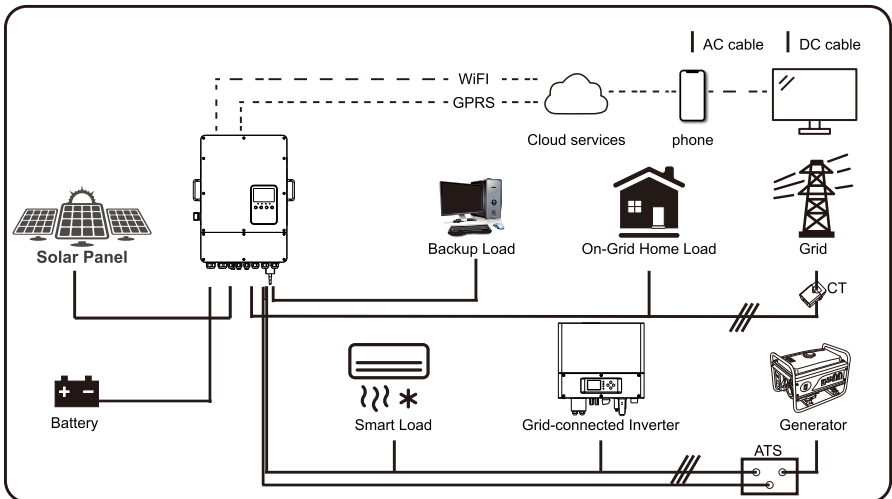 AC cable
DC cable
WiFI
GPRS
Cloud services
phone
Solar Panel
Backup Load
On-Grid Home Load
Grid
CT
Battery
Smart Load
Grid-connected Inverter
Generator
ATS